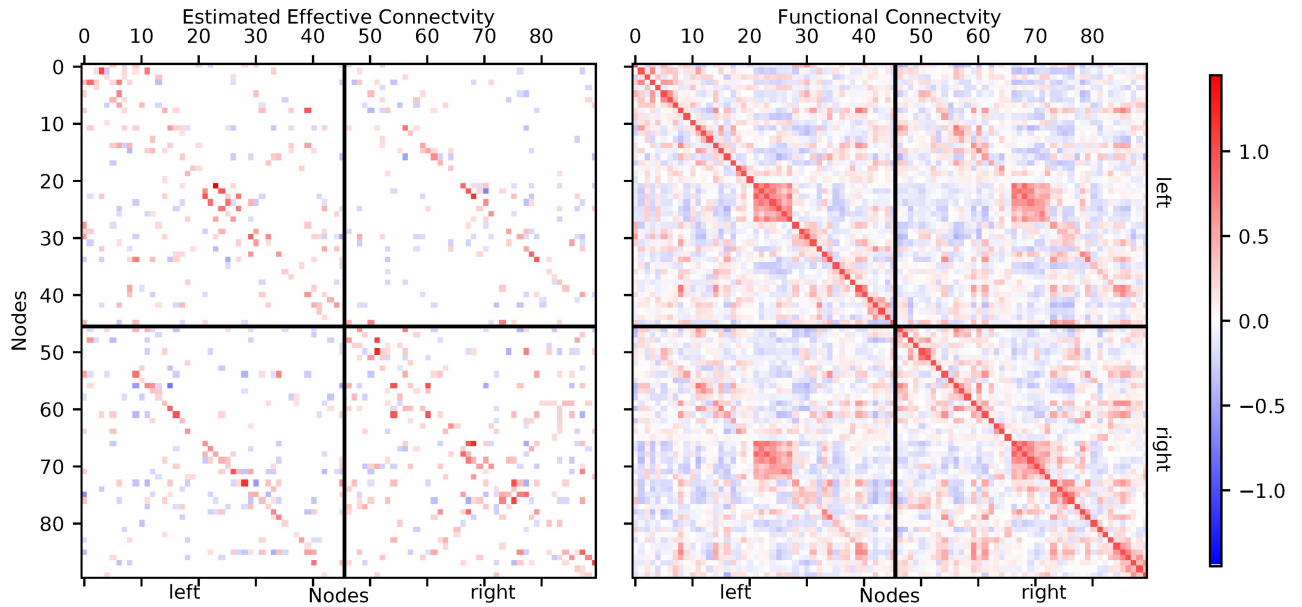 Estimated Effective Connectvity
Functional Connectvity
0 10 20 30 40 50 60 70 80
0 10 20 30 40 50 60 70 80
0
10
20
30
40
50
60
70
80
Nodes
left
right
1.0
0.5
0.0
−0.5
−1.0
left Nodes right
left Nodes right